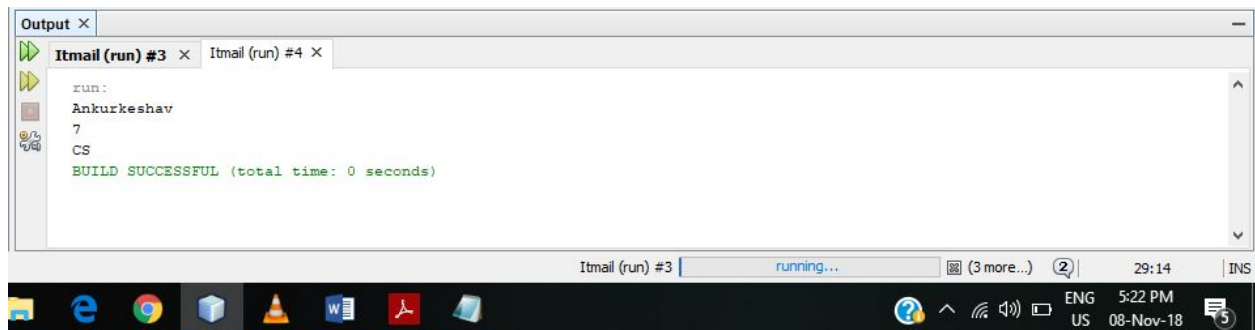 Output
Itmail (run) #3 Itmail (run) #4
run:
Ankurkeshav
7
CS
BUILD SUCCESSFUL (total time: 0 seconds)
Itmail (run) #3 running... (3 more...) 2 29:14 INS
ENG 5:22 PM
US 08-Nov-18 5